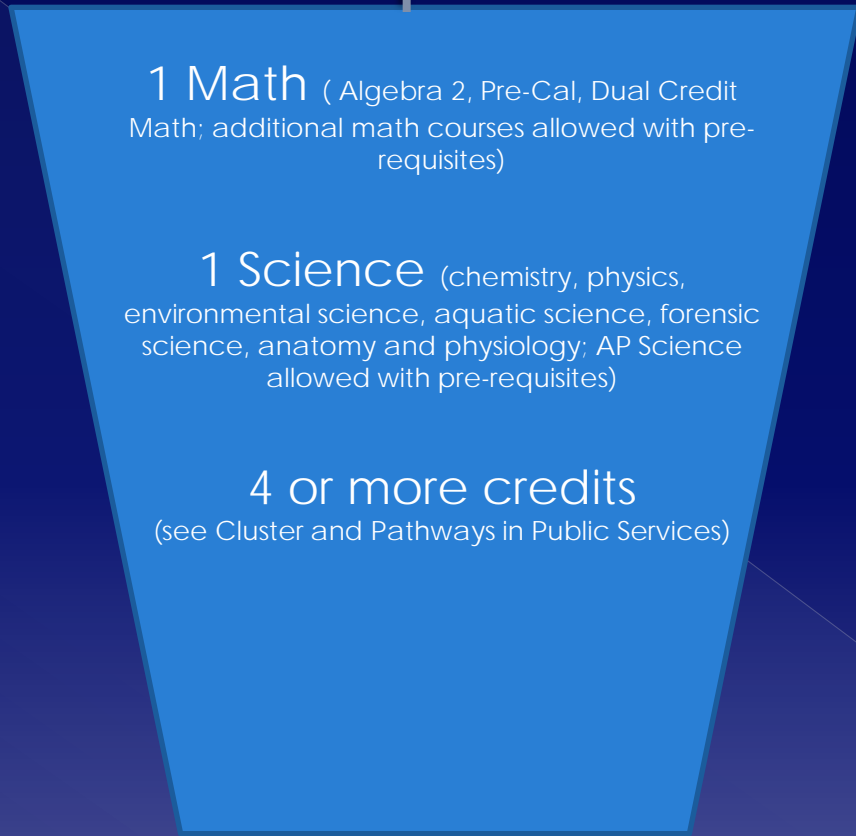 1 Math ( Algebra 2, Pre-Cal, Dual Credit
Math; additional math courses allowed with pre-
requisites)
1 Science (chemistry, physics,
environmental science, aquatic science, forensic
science, anatomy and physiology; AP Science
allowed with pre-requisites)
4 or more credits
(see Cluster and Pathways in Public Services)